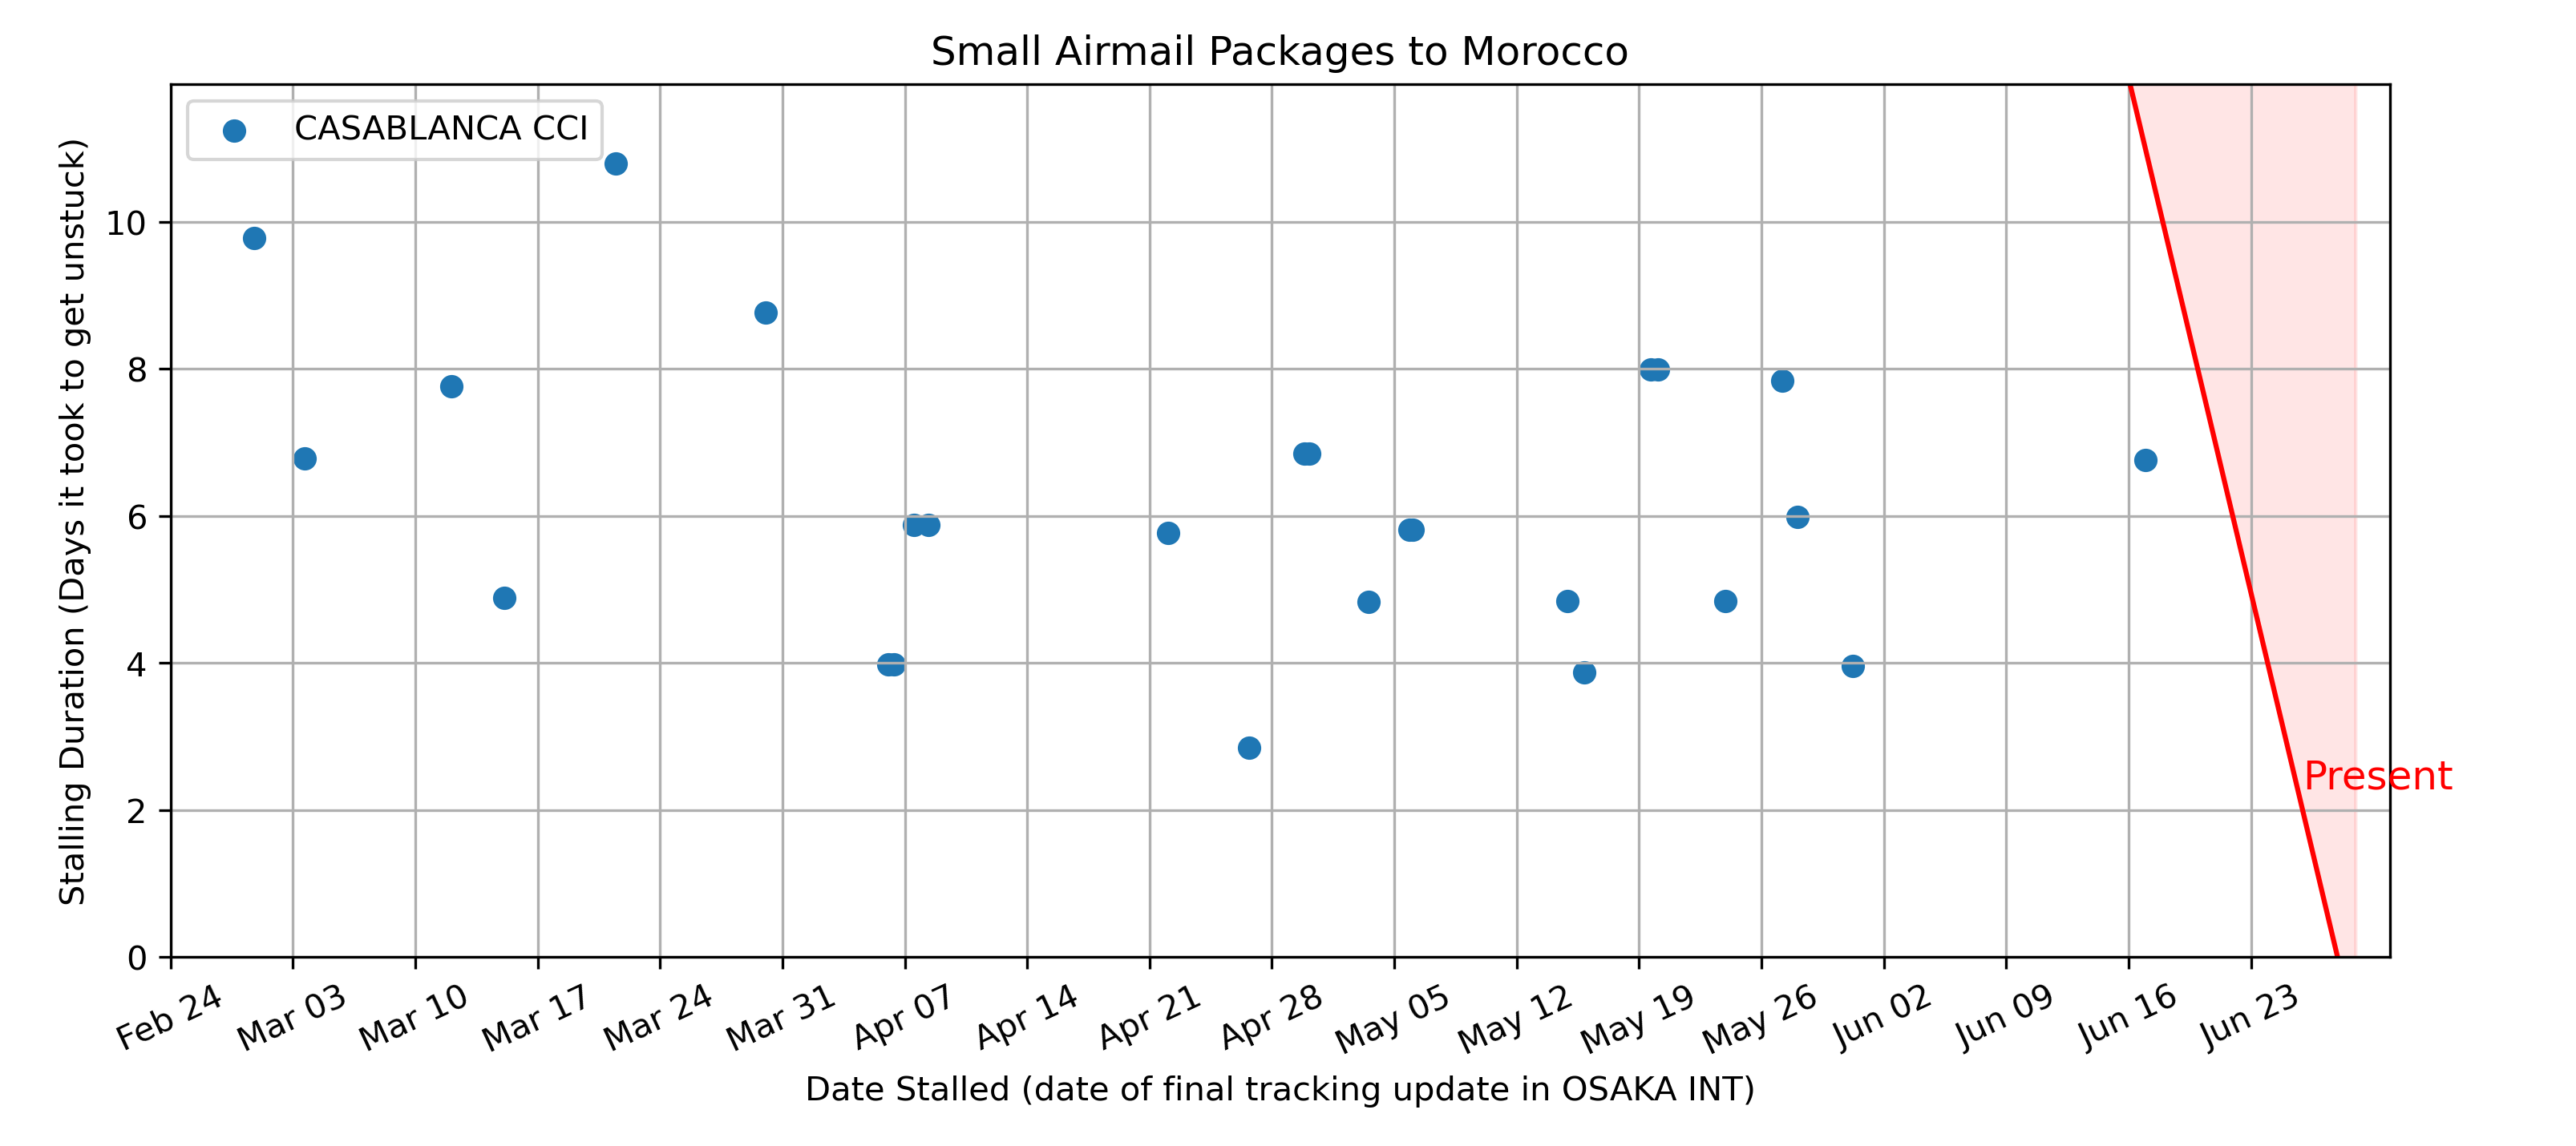 Small Airmail Packages to Morocco
CASABLANCA CCI
Stalling Duration (Days it took to get unstuck)
10
8
6
4
2
0
Present
Feb 24
Mar 03
Mar 10
Mar 17
Mar 24
Mar 31
Apr 07
Apr 14
Apr 21
Apr 28
May 05
May 12
May 19
May 26
Jun 02
Jun 09
Jun 16
Jun 23
Date Stalled (date of final tracking update in OSAKA INT)